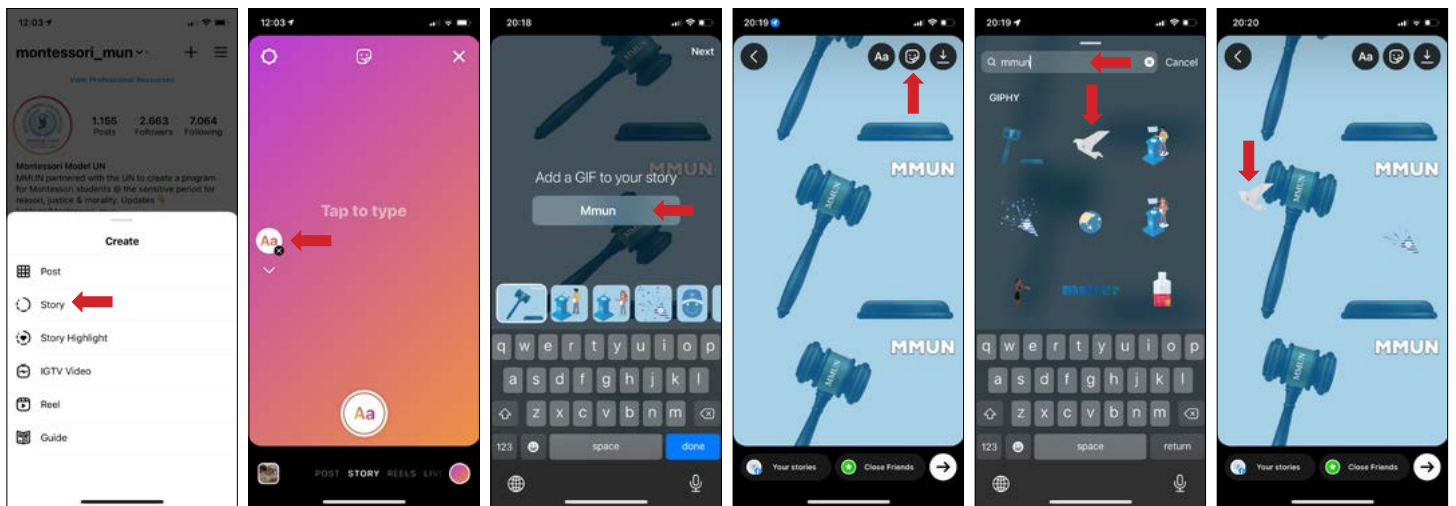 12:03
montessori_mun
View Professional Resources
1.155 2.663 7.064
Posts Followers Following
Montessori Model UN
MMUN partnered with the UN to create a program
for Montessori students @ the sensitive period for
reason, justice & morality. Updates
Create
Post
Story
Story Highlight
IGTV Video
Reel
Guide
12:03
Tap to type
Aa
Aa
POST STORY REELS LIVE
20:18
Next
MMUN
Add a GIF to your story
Mmun
q w e r t y u i o p
a s d f g h j k l
z x c v b n m
123 space done
20:19
Aa
MMUN
MMUN
MMUN
MMUN
Your stories Close Friends
20:19
mmun Cancel
GIPHY
q w e r t y u i o p
a s d f g h j k l
z x c v b n m
123 space return
20:20
Aa
MMUN
MMUN
MMUN
MMUN
Your stories Close Friends